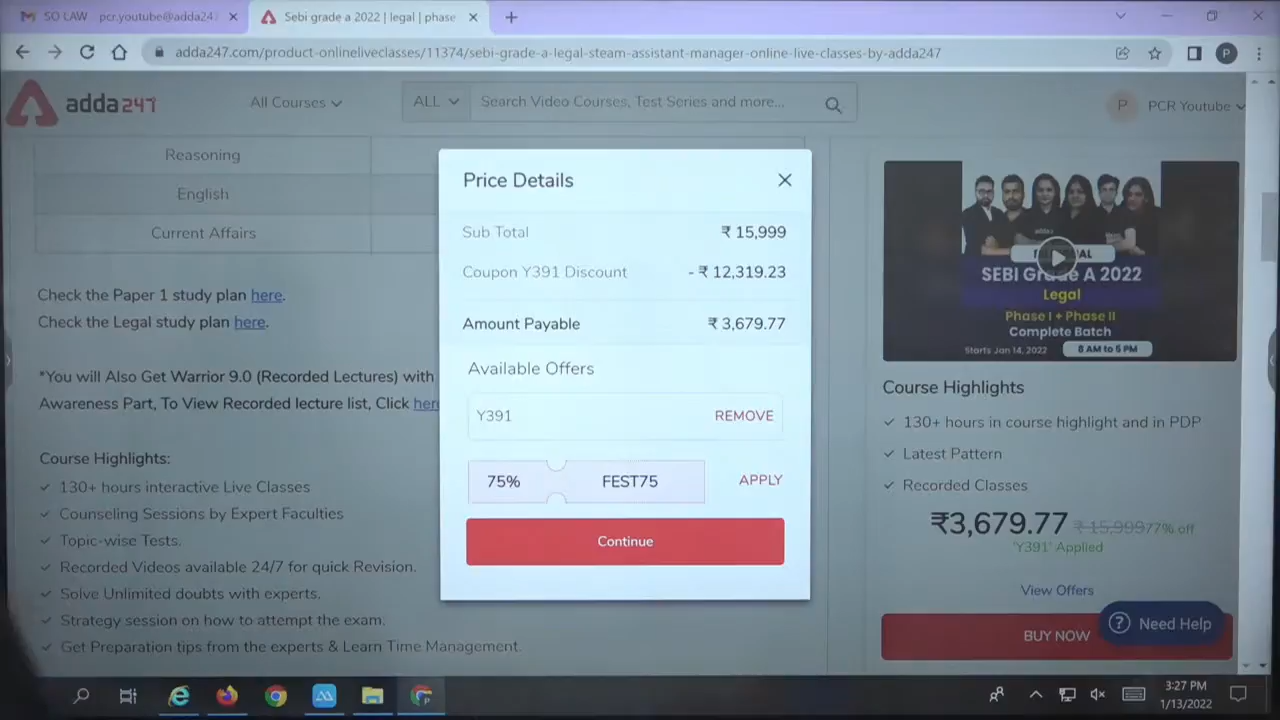 SO LAW pcr.youtube@adda247
Sebi grade a 2022 | legal | phase
adda247.com/product-onlineliveclasses/11374/sebi-grade-a-legal-steam-assistant-manager-online-live-classes-by-adda247
P
adda247
All Courses
ALL
Search Video Courses, Test Series and more...
P
PCR Youtube
Reasoning
English
Current Affairs
Check the Paper 1 study plan here.
Check the Legal study plan here.
*You will Also Get Warrior 9.0 (Recorded Lectures) with
Awareness Part, To View Recorded lecture list, Click here
Course Highlights:
130+ hours interactive Live Classes
Counseling Sessions by Expert Faculties
Topic-wise Tests.
Recorded Videos available 24/7 for quick Revision.
Solve Unlimited doubts with experts.
Strategy session on how to attempt the exam.
Get Preparation tips from the experts & Learn Time Management.
Price Details
Sub Total ₹ 15,999
Coupon Y391 Discount - ₹ 12,319.23
Amount Payable ₹ 3,679.77
Available Offers
Y391 REMOVE
75% FEST75 APPLY
Continue
SEBI Grade A 2022
Legal
Phase I + Phase II
Complete Batch
Starts Jan 14, 2022 8 AM to 5 PM
Course Highlights
130+ hours in course highlight and in PDP
Latest Pattern
Recorded Classes
₹3,679.77 ₹ 15,999 77% off
'Y391' Applied
View Offers
BUY NOW
Need Help
3:27 PM
1/13/2022